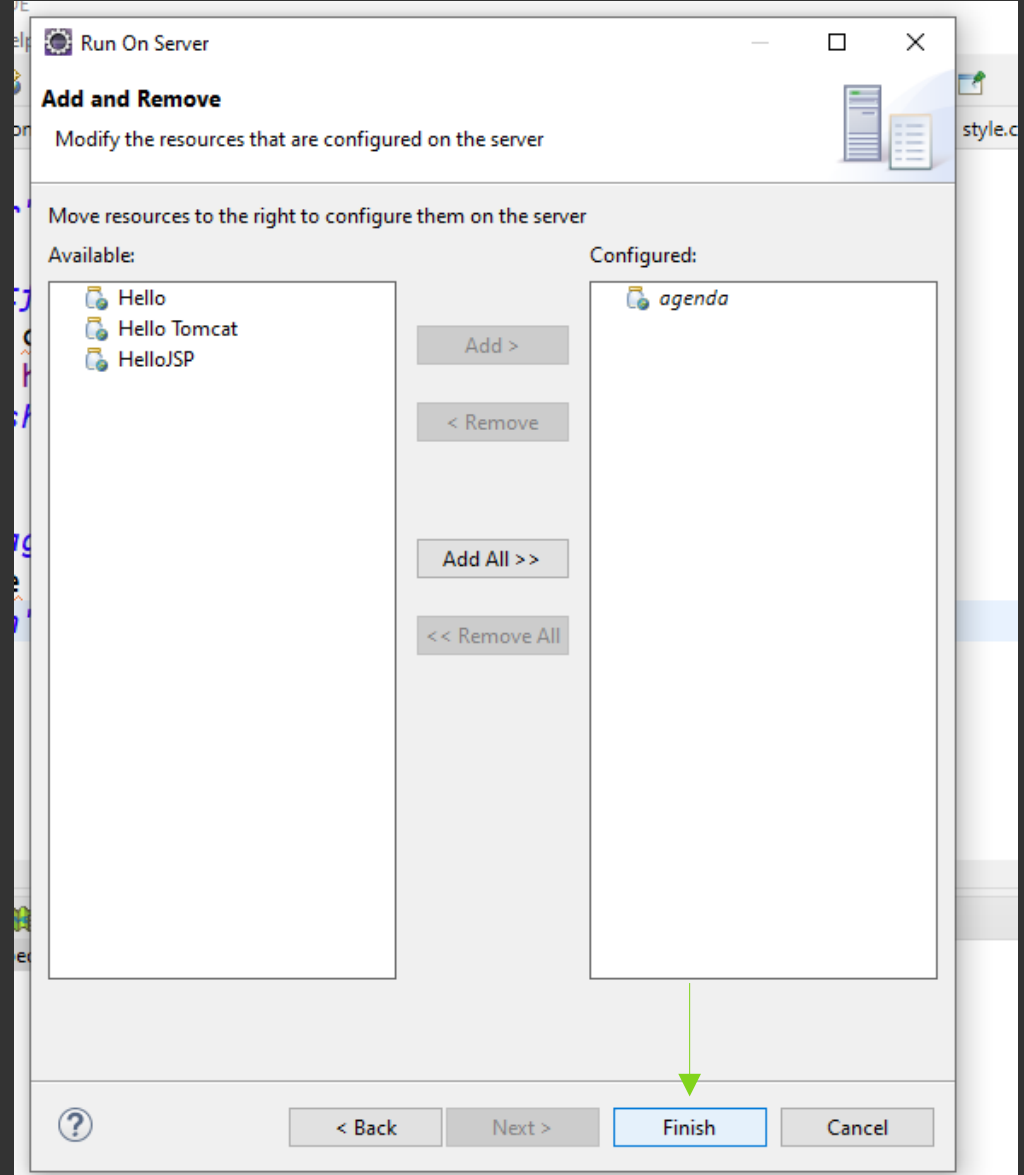 Run On Server
Add and Remove
Modify the resources that are configured on the server
style.c
Move resources to the right to configure them on the server
Available:
Configured:
Hello
Hello Tomcat
HelloJSP
agenda
Add >
< Remove
Add All >>
<< Remove All
< Back
Next >
Finish
Cancel